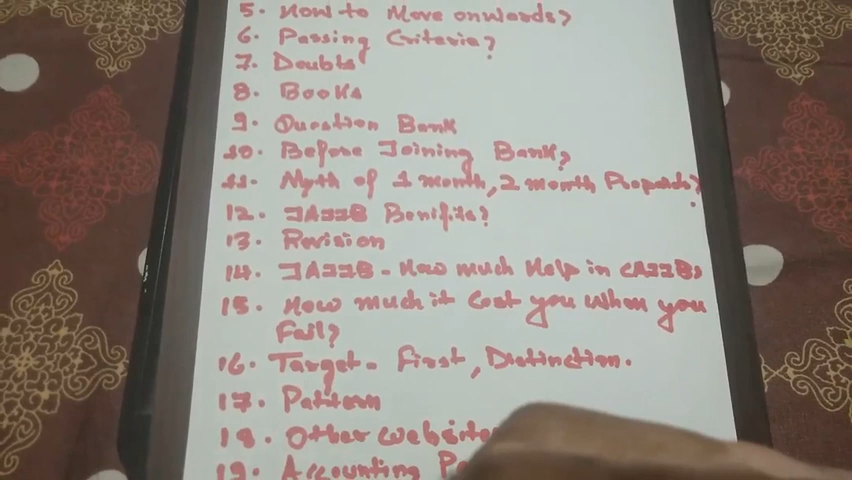 5. How to Move onwards?
6. Passing Criteria?
7. Doubts
8. Books
9. Question Bank
10. Before Joining Bank?
11. Myth of 1 month, 2 month
12. JAIIB Benifits?
13. Revision
14. JAIIB - How much Help in CAIIB?
15. How much it Cost you when you
Fail?
16. Target - First, Distinction.
17. Pattern
18. Other
19. Accounting